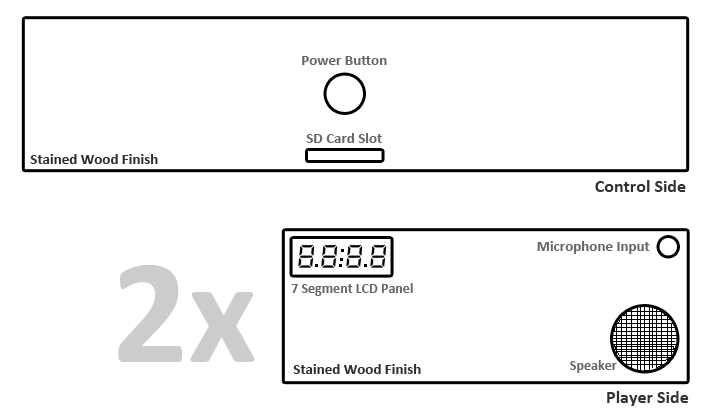 Power Button
SD Card Slot
Stained Wood Finish
Control Side
2x
8.8:8.8
Microphone Input
7 Segment LCD Panel
Speaker
Stained Wood Finish
Player Side